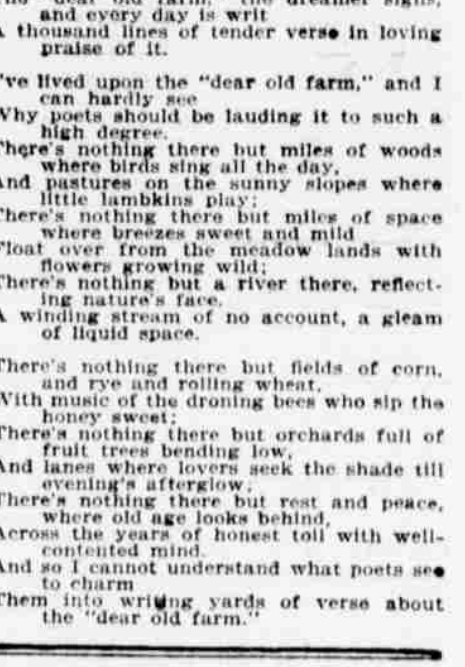 dear old farm," the dreamer sighs,
and every day is writ
A thousand lines of tender verse in loving
praise of it.
I've lived upon the "dear old farm," and I
can hardly see
Why poets should be lauding it to such a
high degree.
There's nothing there but miles of woods
where birds sing all the day,
And pastures on the sunny slopes where
little lambkins play;
There's nothing there but miles of space
where breezes sweet and mild
Float over from the meadow lands with
flowers growing wild;
There's nothing but a river there, reflect-
ing nature's face,
A winding stream of no account, a gleam
of liquid space.
There's nothing there but fields of corn,
and rye and rolling wheat,
With music of the droning bees who sip the
honey sweet;
There's nothing there but orchards full of
fruit trees bending low,
And lanes where lovers seek the shade till
evening's afterglow;
There's nothing there but rest and peace,
where old age looks behind,
Across the years of honest toil with well-
contented mind.
And so I cannot understand what poets see
to charm
Them into writing yards of verse about
the "dear old farm."